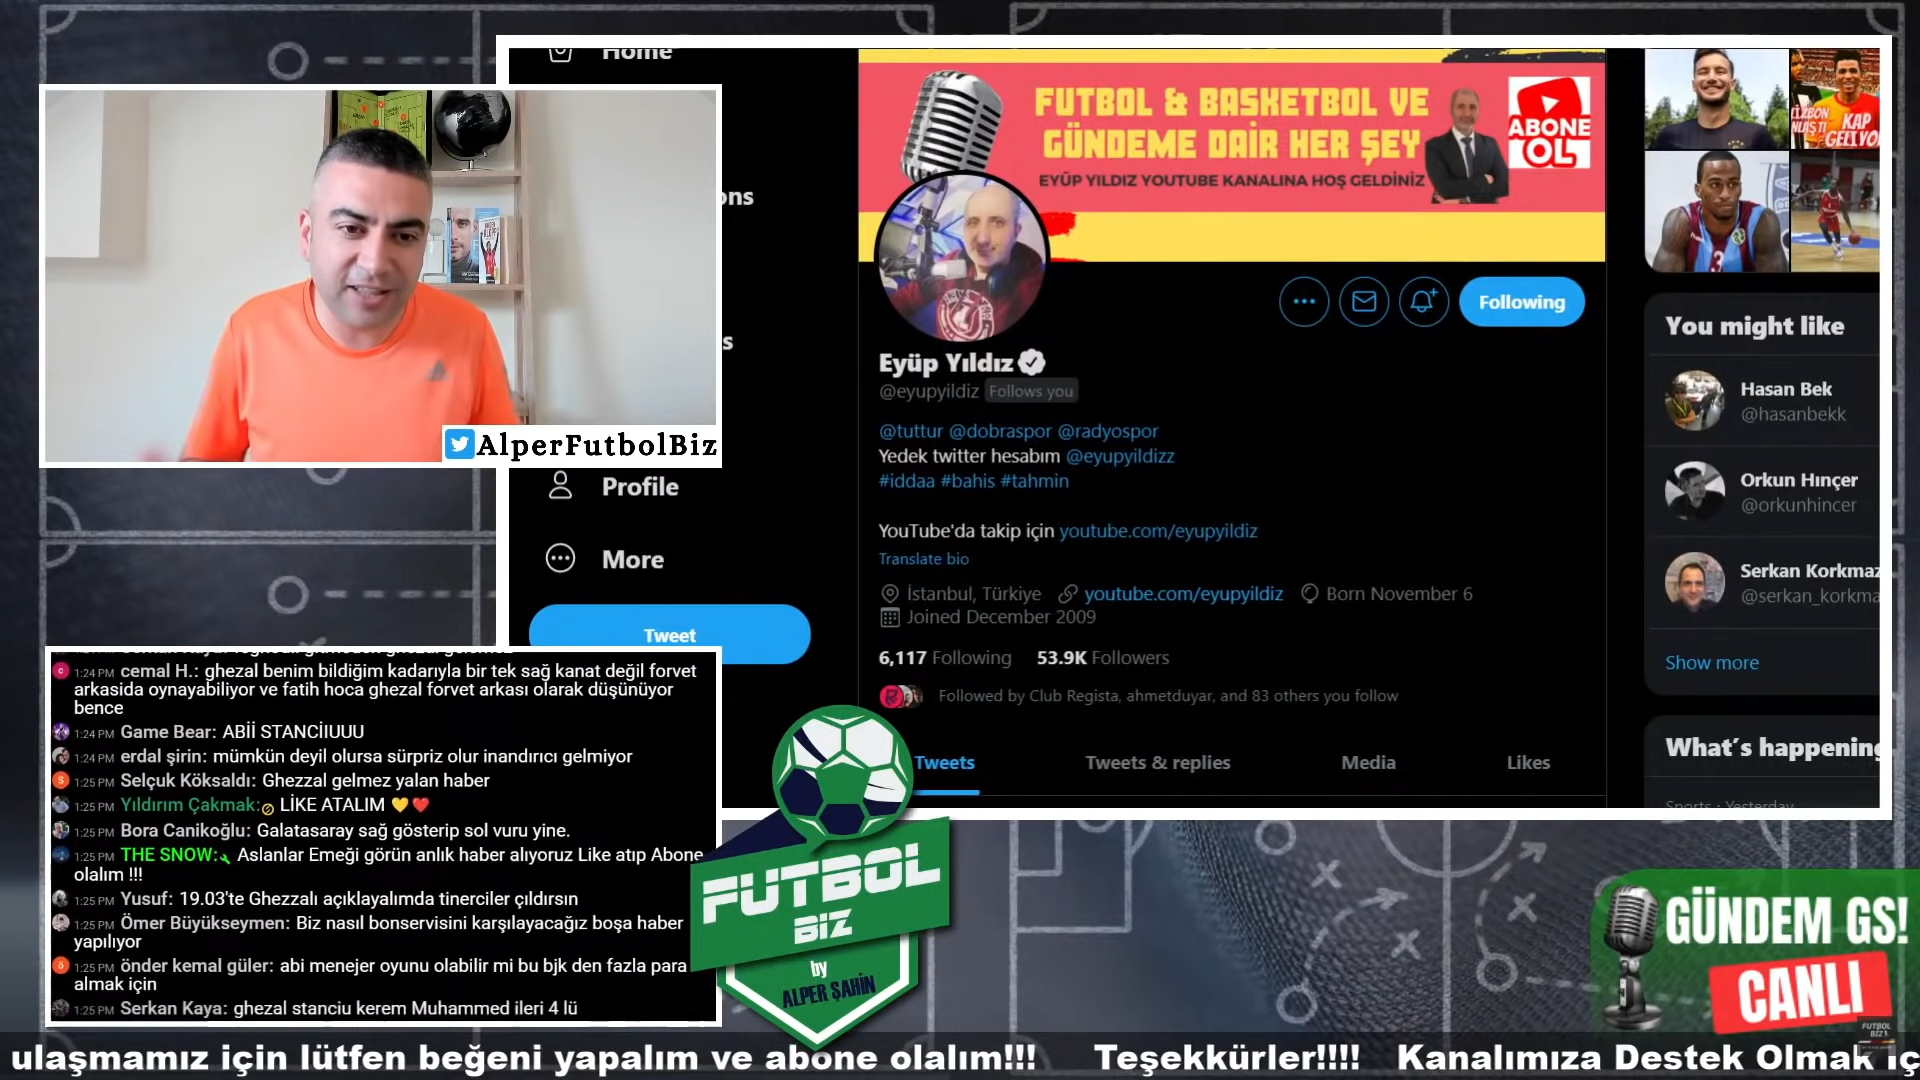 Home
ons
s
Profile
More
Tweet
AlperFutbolBiz
FUTBOL & BASKETBOL VE
GÜNDEME DAİR HER ŞEY
EYÜP YILDIZ YOUTUBE KANALINA HOŞ GELDİNİZ
ABONE
OL
Following
Eyüp Yıldız
@eyupyildiz Follows you
@tuttur @dobraspor @radyospor
Yedek twitter hesabım @eyupyildizz
#iddaa #bahis #tahmin
YouTube'da takip için youtube.com/eyupyildiz
Translate bio
İstanbul, Türkiye youtube.com/eyupyildiz Born November 6
Joined December 2009
6,117 Following 53.9K Followers
Followed by Club Regista, ahmetduyar, and 83 others you follow
Tweets Tweets & replies Media Likes
KAP
GELİYO
You might like
Hasan Bek
@hasanbekk
Orkun Hınçer
@orkunhincer
Serkan Korkmaz
@serkan_korkma
Show more
What's happening
Sports · Yesterday
1:24 PM cemal H.: ghezal benim bildiğim kadarıyla bir tek sağ kanat değil forvet
arkasida oynayabiliyor ve fatih hoca ghezal forvet arkası olarak düşünüyor
bence
1:24 PM Game Bear: ABİİ STANCİIUUU
1:24 PM erdal şirin: mümkün deyil olursa sürpriz olur inandırıcı gelmiyor
1:25 PM Selçuk Köksaldı: Ghezzal gelmez yalan haber
1:25 PM Yıldırım Çakmak: LİKE ATALIM 💛❤️
1:25 PM Bora Canikoğlu: Galatasaray sağ gösterip sol vuru yine.
1:25 PM THE SNOW: Aslanlar Emeği görün anlık haber alıyoruz Like atıp Abone
olalım !!!
1:25 PM Yusuf: 19.03'te Ghezzalı açıklayalımda tinerciler çıldırsın
1:25 PM Ömer Büyükseymen: Biz nasıl bonservisini karşılayacağız boşa haber
yapılıyor
1:25 PM önder kemal güler: abi menejer oyunu olabilir mi bu bjk den fazla para
almak için
1:25 PM Serkan Kaya: ghezal stanciu kerem Muhammed ileri 4 lü
FUTBOL
BİZ
by
ALPER ŞAHİN
GÜNDEM GS!
CANLI
FUTBOL
BİZ
ulaşmamız için lütfen beğeni yapalım ve abone olalım!!! Teşekkürler!!!! Kanalımıza Destek Olmak iç